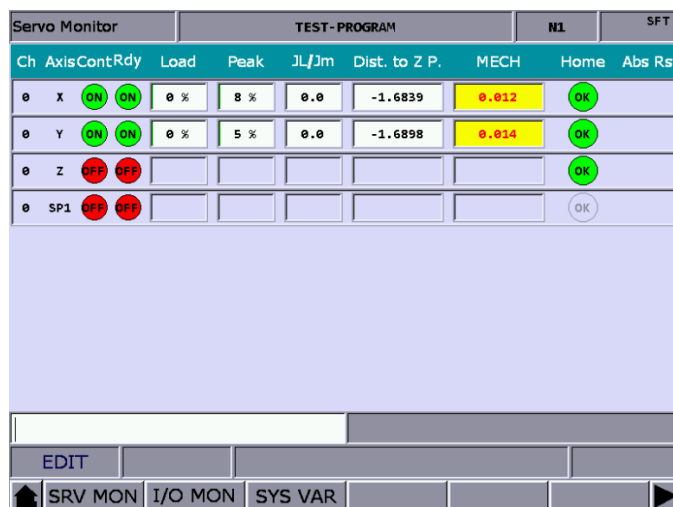 Servo Monitor TEST-PROGRAM N1 SFT
Ch Axis Cont Rdy Load Peak JL/Jm Dist. to Z P. MECH Home Abs Rs
0 X ON ON 0 % 8 % 0.0 -1.6839 0.012 OK
0 Y ON ON 0 % 5 % 0.0 -1.6898 0.014 OK
0 Z OFF OFF OK
0 SP1 OFF OFF OK
EDIT
SRV MON I/O MON SYS VAR